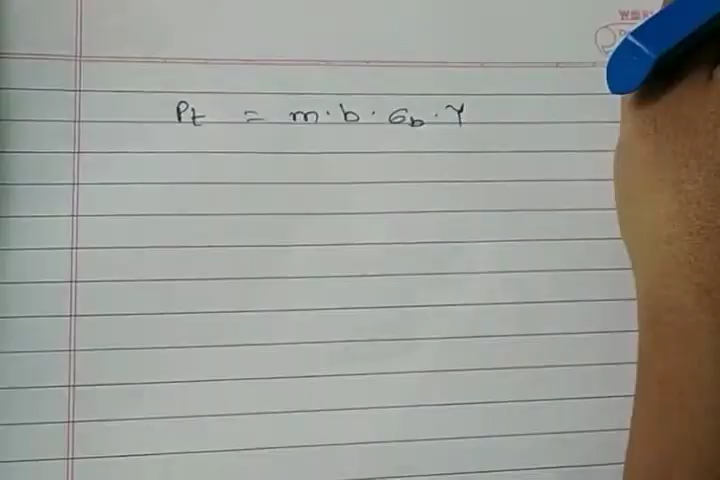 Pt = m · b · σb · Y